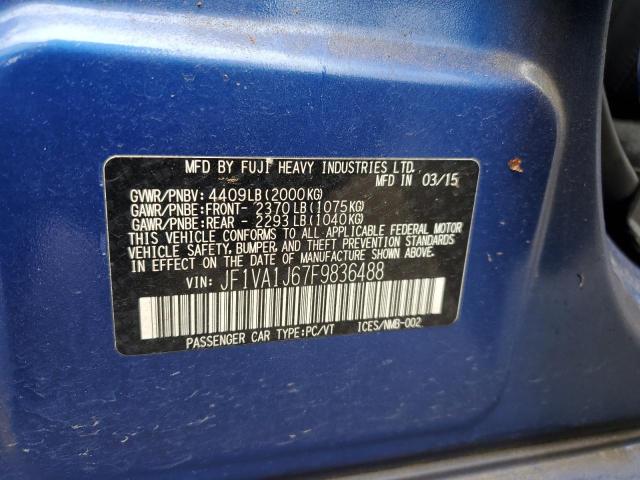 MFD BY FUJI HEAVY INDUSTRIES LTD.
MFD IN 03/15
GVWR/PNBV: 4409LB(2000KG)
GAWR/PNBE:FRONT- 2370LB(1075KG)
GAWR/PNBE:REAR - 2293LB(1040KG)
THIS VEHICLE CONFORMS TO ALL APPLICABLE FEDERAL MOTOR
VEHICLE SAFETY, BUMPER, AND THEFT PREVENTION STANDARDS
IN EFFECT ON THE DATE OF MANUFACTURE SHOWN ABOVE.
VIN: JF1VA1J67F9836488
PASSENGER CAR TYPE:PC/VT ICES/NMB-002